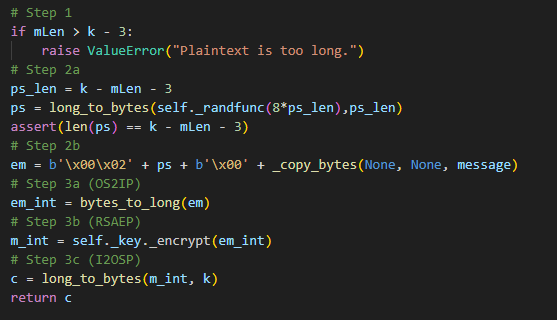 # Step 1
if mLen > k - 3:
    raise ValueError("Plaintext is too long.")
# Step 2a
ps_len = k - mLen - 3
ps = long_to_bytes(self._randfunc(8*ps_len),ps_len)
assert(len(ps) == k - mLen - 3)
# Step 2b
em = b'\x00\x02' + ps + b'\x00' + _copy_bytes(None, None, message)
# Step 3a (OS2IP)
em_int = bytes_to_long(em)
# Step 3b (RSAEP)
m_int = self._key._encrypt(em_int)
# Step 3c (I2OSP)
c = long_to_bytes(m_int, k)
return c